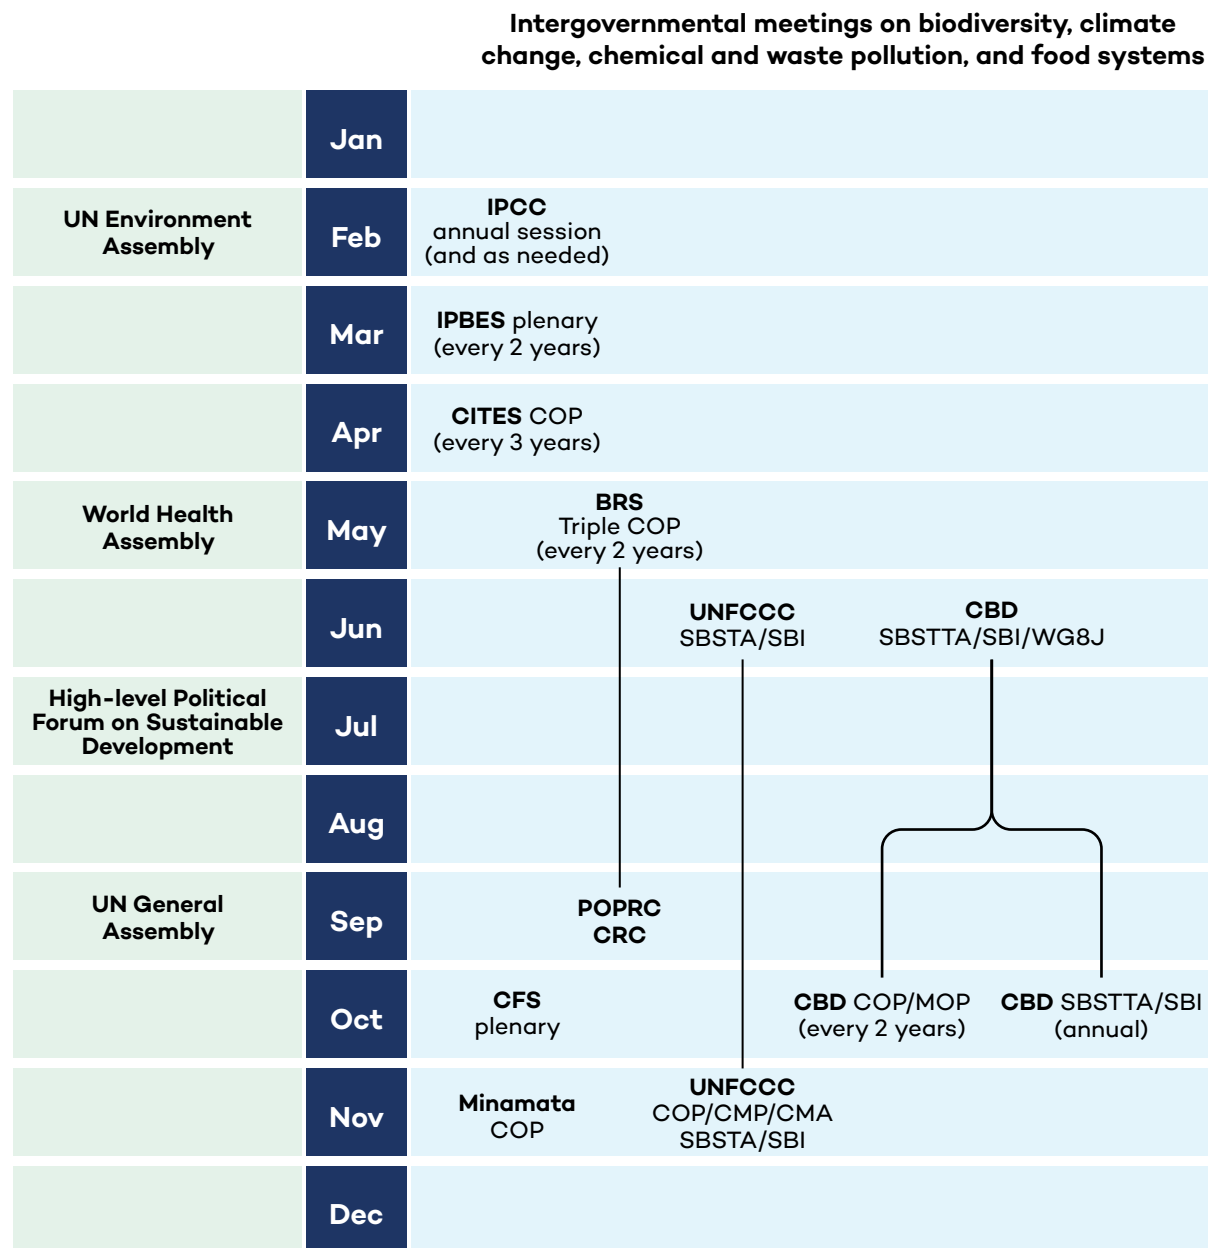 Intergovernmental meetings on biodiversity, climate
change, chemical and waste pollution, and food systems
Jan
UN Environment
Assembly
Feb
IPCC
annual session
(and as needed)
Mar
IPBES plenary
(every 2 years)
Apr
CITES COP
(every 3 years)
World Health
Assembly
May
BRS
Triple COP
(every 2 years)
Jun
UNFCCC
SBSTA/SBI
CBD
SBSTTA/SBI/WG8J
High-level Political
Forum on Sustainable
Development
Jul
Aug
UN General
Assembly
Sep
POPRC
CRC
Oct
CFS
plenary
CBD COP/MOP
(every 2 years)
CBD SBSTTA/SBI
(annual)
Nov
Minamata
COP
UNFCCC
COP/CMP/CMA
SBSTA/SBI
Dec